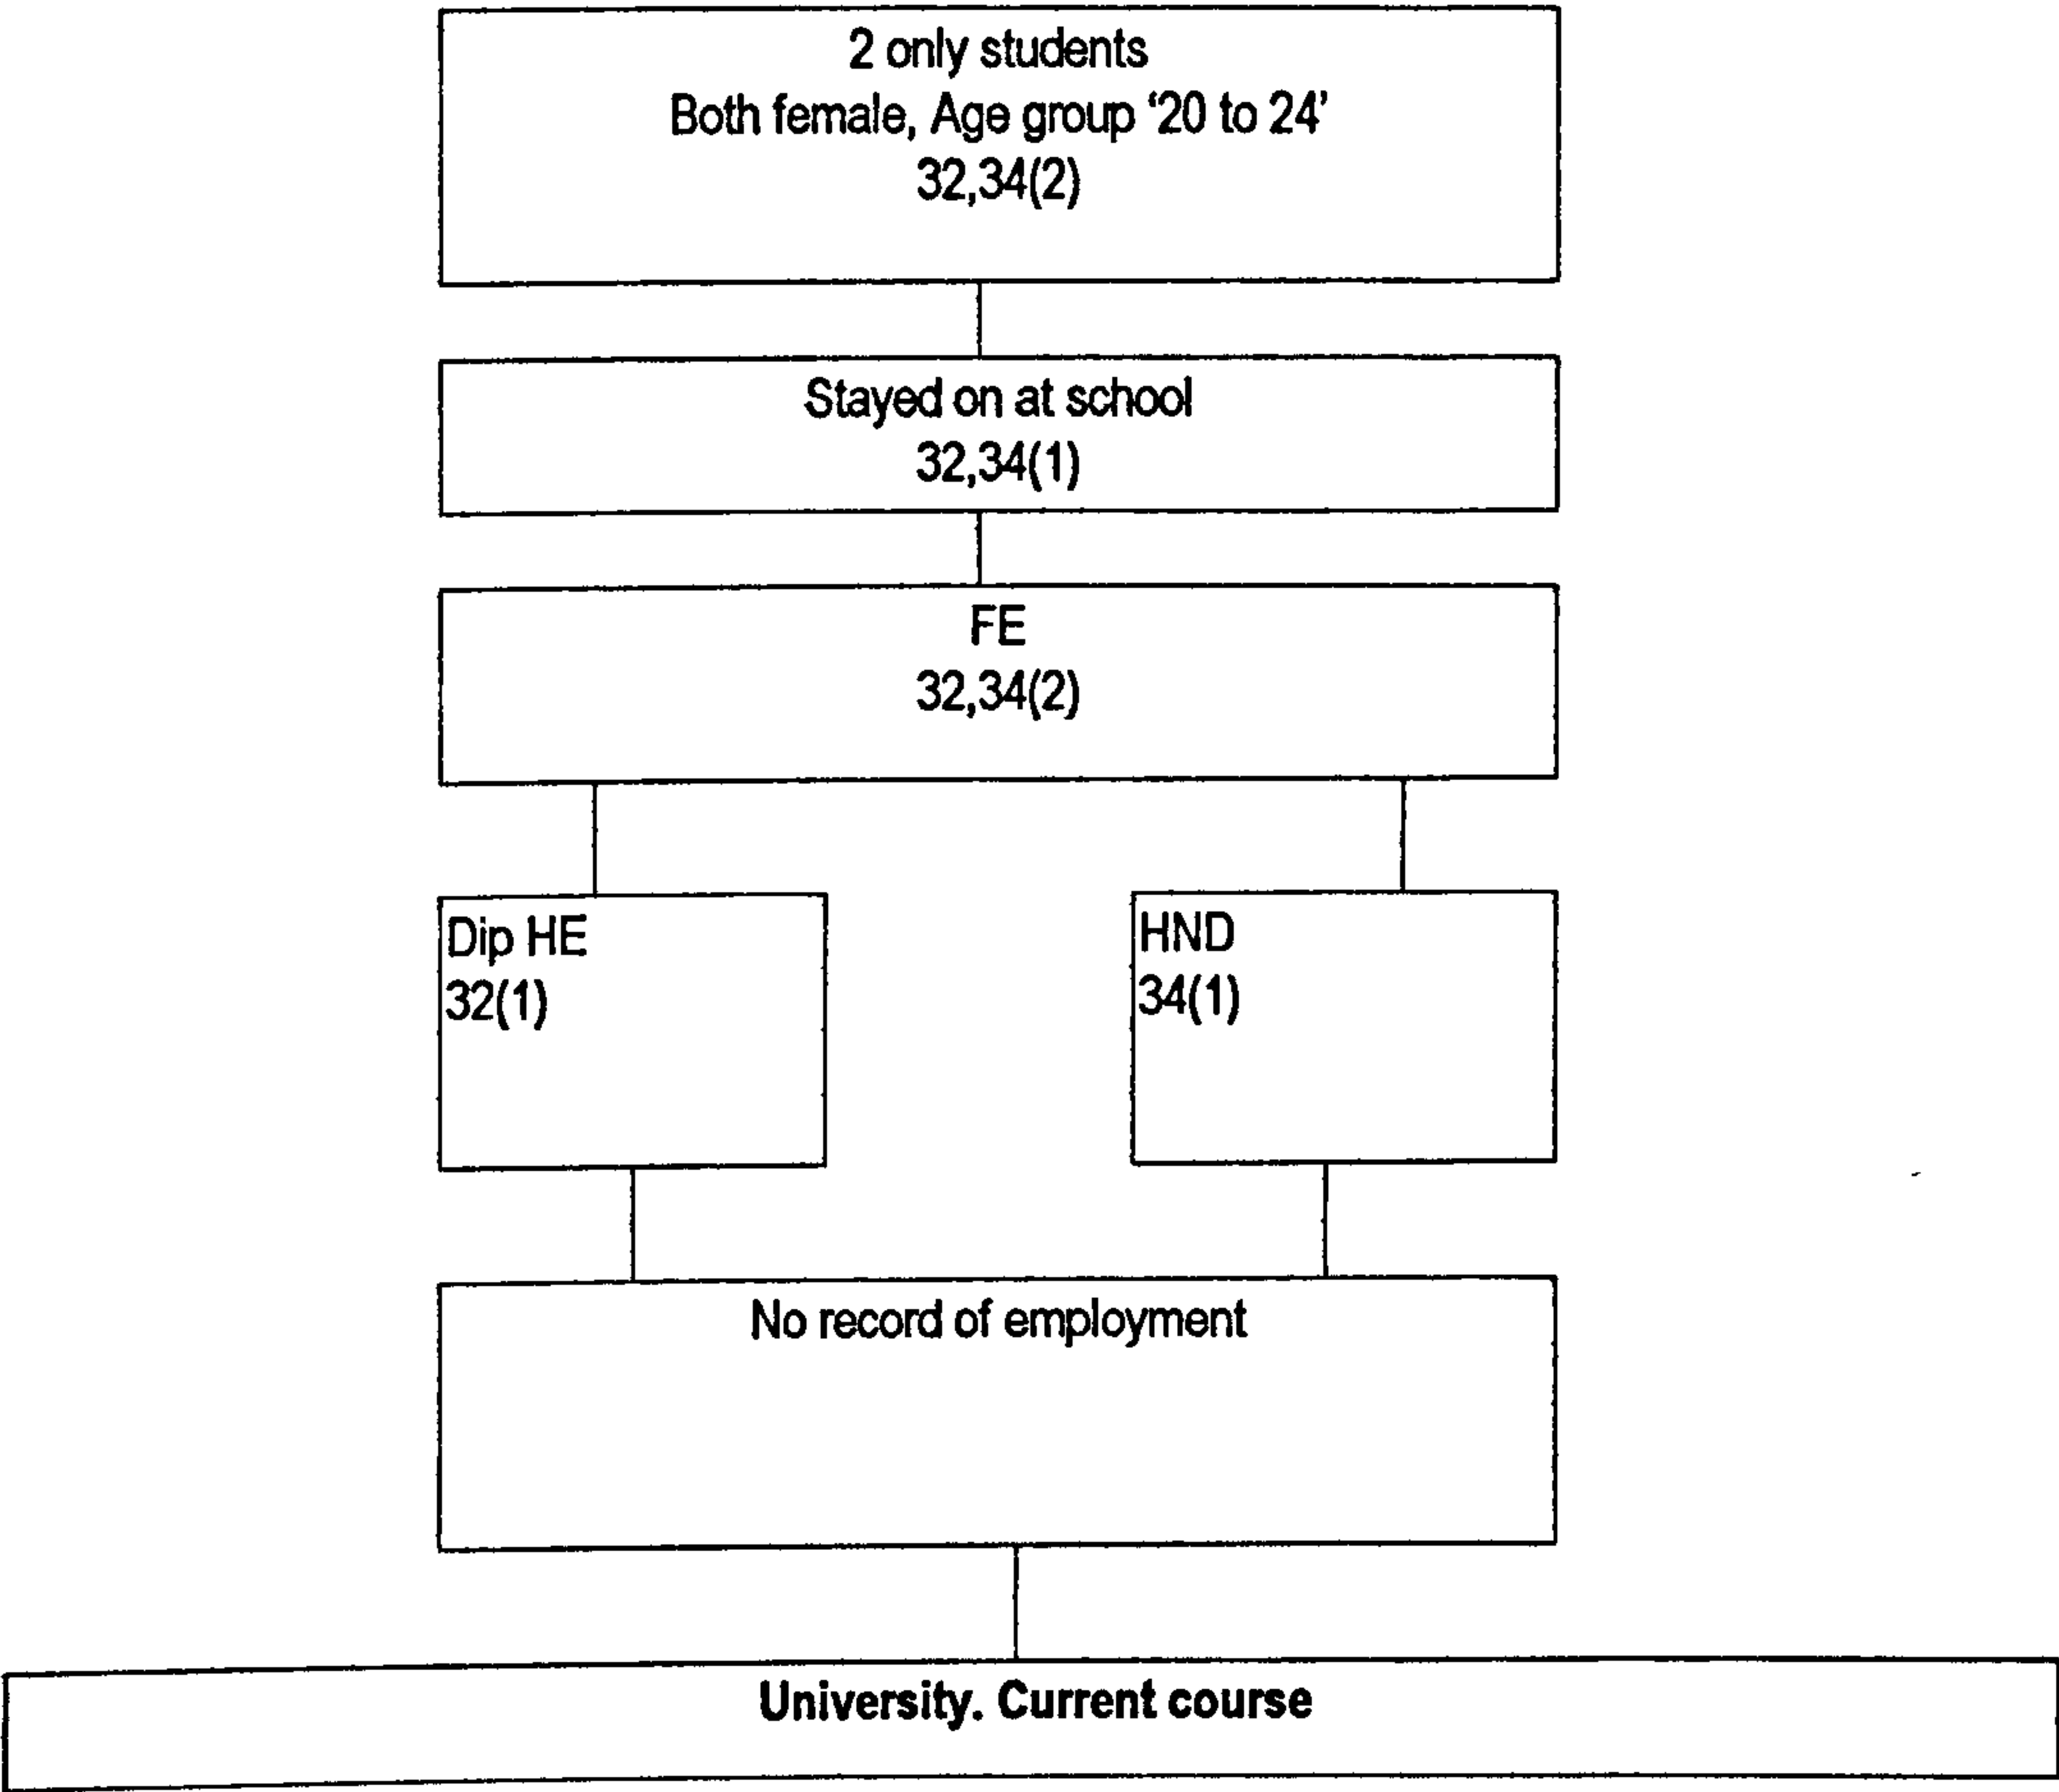 2 only students
Both female, Age group ‘20 to 24’
32,34(2)
Stayed on at school
32,34(1)
FE
32,34(2)
Dip HE
32(1)
HND
34(1)
No record of employment
University. Current course